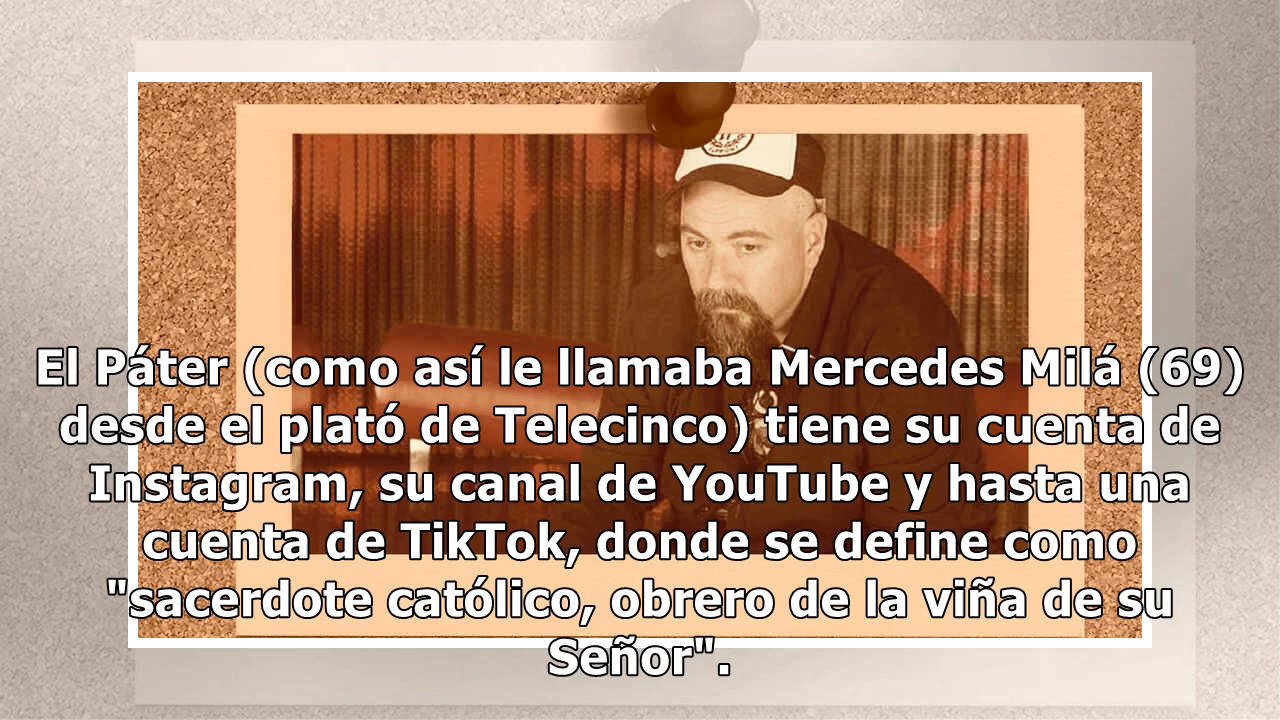 SUPPORT
El Páter (como así le llamaba Mercedes Milá (69)
desde el plató de Telecinco) tiene su cuenta de
Instagram, su canal de YouTube y hasta una
cuenta de TikTok, donde se define como
"sacerdote católico, obrero de la viña de su
Señor".